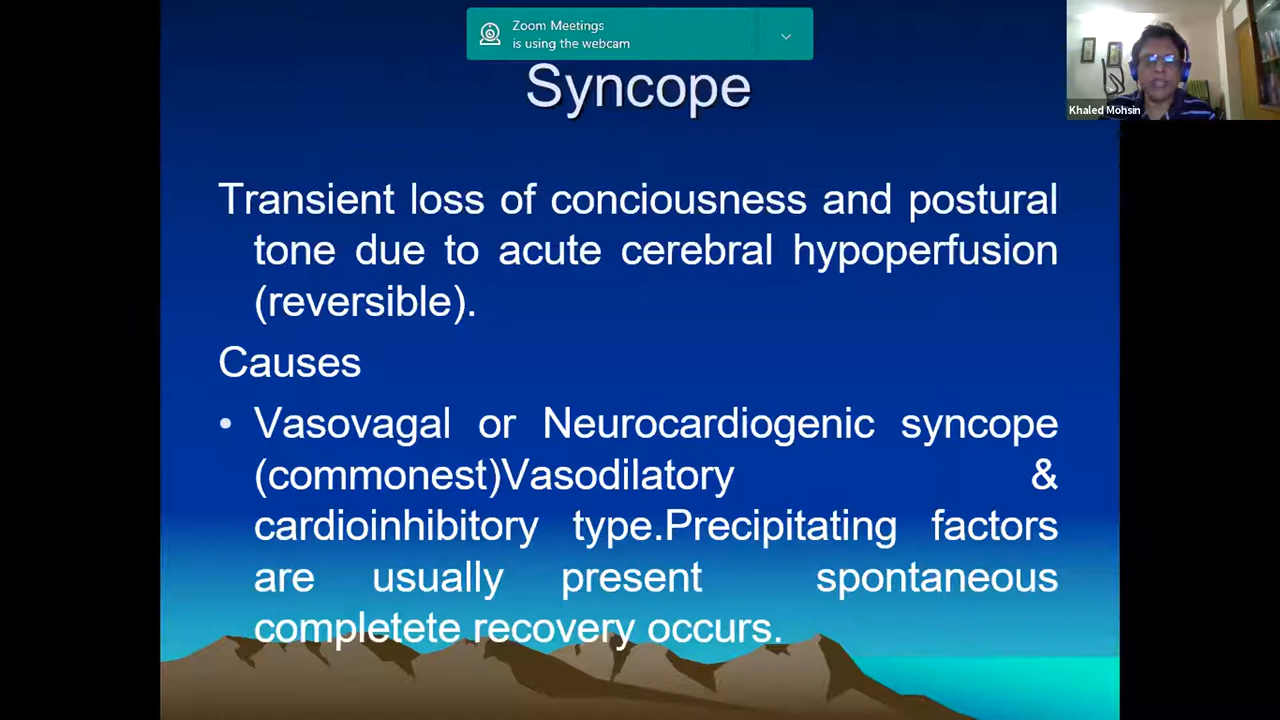 Zoom Meetings
is using the webcam
Khaled Mohsin
Syncope
Transient loss of conciousness and postural
tone due to acute cerebral hypoperfusion
(reversible).
Causes
• Vasovagal or Neurocardiogenic syncope
(commonest)Vasodilatory &
cardioinhibitory type.Precipitating factors
are usually present spontaneous
completete recovery occurs.